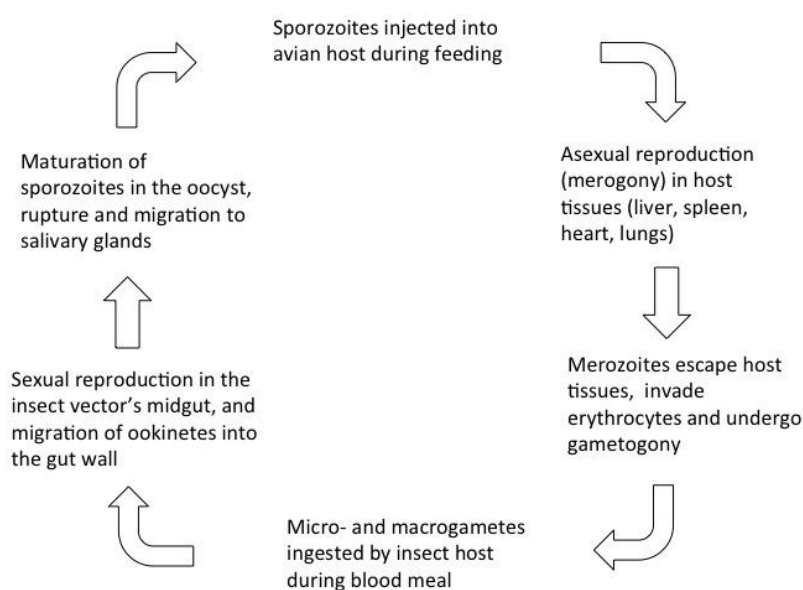 Sporozoites injected into
avian host during feeding
Asexual reproduction
(merogony) in host
tissues (liver, spleen,
heart, lungs)
Merozoites escape host
tissues, invade
erythrocytes and undergo
gametogony
Micro- and macrogametes
ingested by insect host
during blood meal
Sexual reproduction in the
insect vector's midgut, and
migration of ookinetes into
the gut wall
Maturation of
sporozoites in the oocyst,
rupture and migration to
salivary glands